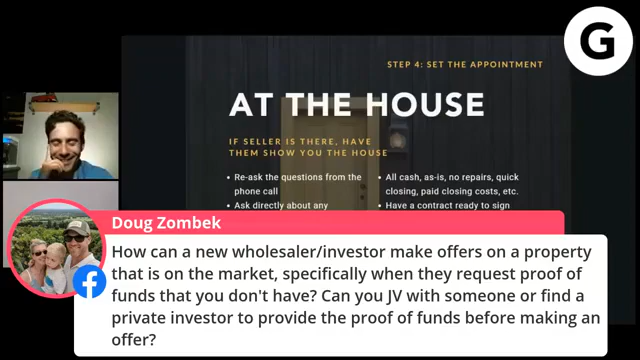 G
STEP 4: SET THE APPOINTMENT
AT THE HOUSE
IF SELLER IS THERE, HAVE
THEM SHOW YOU THE HOUSE
• Re-ask the questions from the
phone call
• Ask directly about any
• All cash, as-is, no repairs, quick
closing, paid closing costs, etc.
• Have a contract ready to sign
Doug Zombek
How can a new wholesaler/investor make offers on a property
that is on the market, specifically when they request proof of
funds that you don't have? Can you JV with someone or find a
private investor to provide the proof of funds before making an
offer?